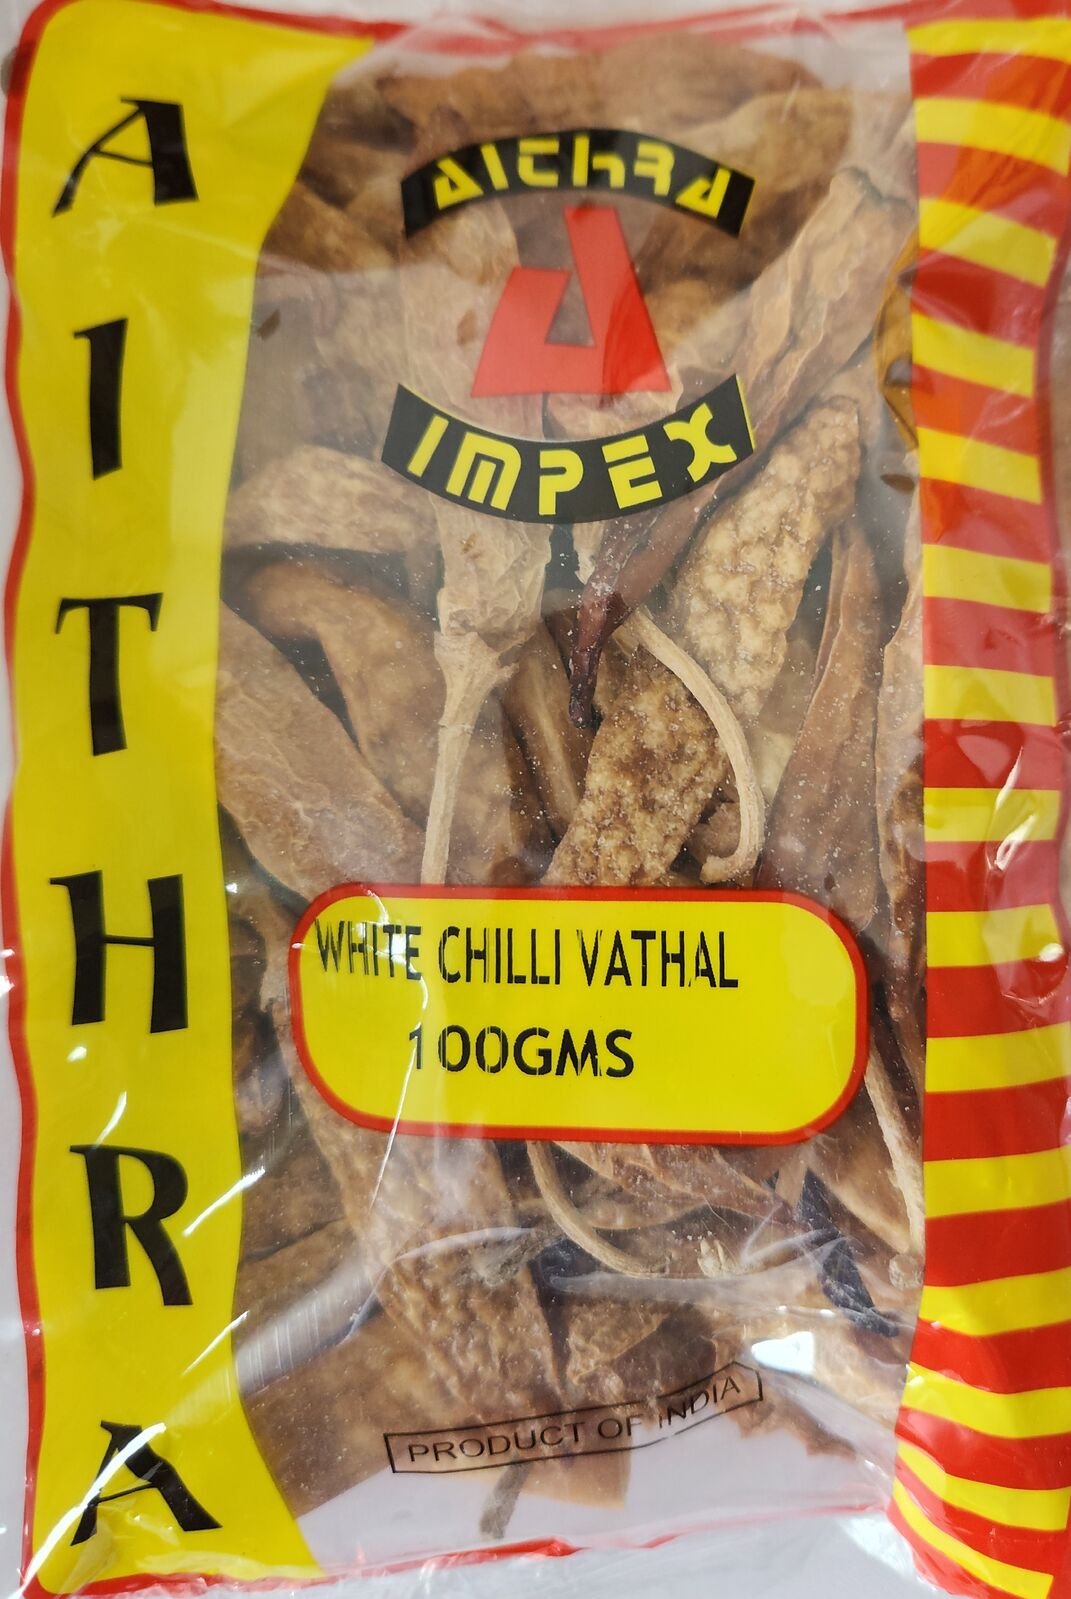 AITHRA
AITHRA
A
IMPEX
WHITE CHILLI VATHAL
100GMS
PRODUCT OF INDIA